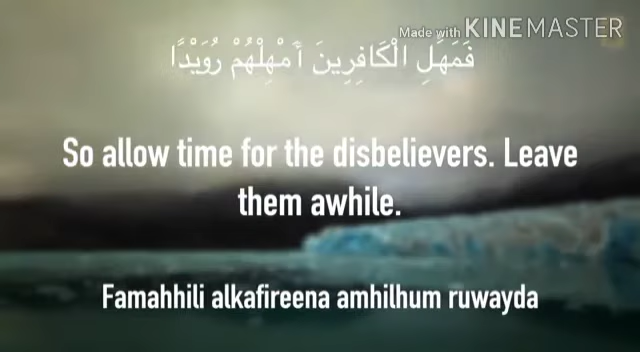 Made with KINEMASTER
فَمَهِّلِ الْكَافِرِينَ أَمْهِلْهُمْ رُوَيْدًا
So allow time for the disbelievers. Leave
them awhile.
Famahhili alkafireena amhilhum ruwayda